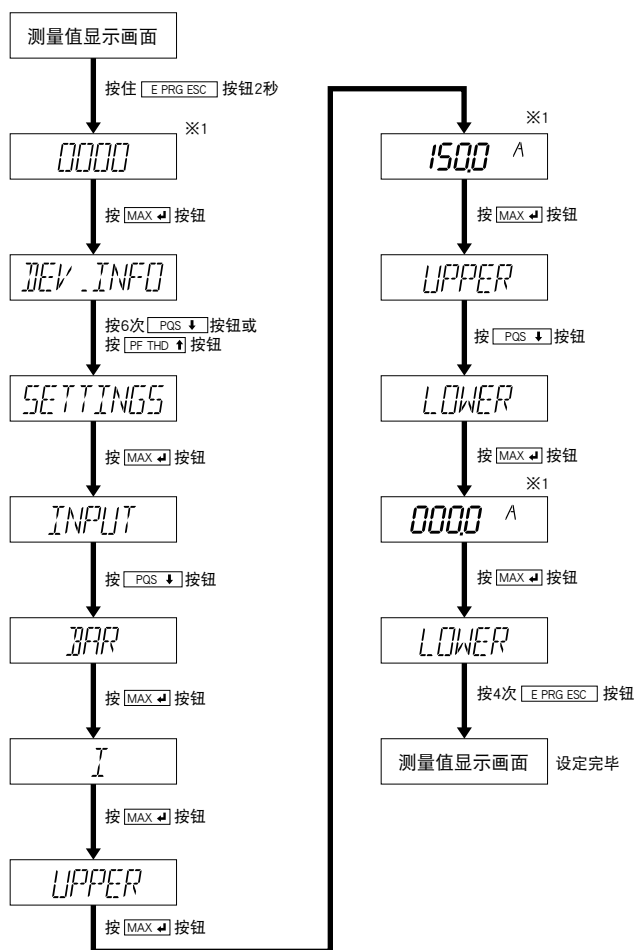 测量值显示画面
按住 E PRG ESC 按钮2秒
※1
0000
按 MAX ↲ 按钮
DEV_INFO
按6次 PQS ⬇ 按钮或
按 PF THD ⬆ 按钮
SETTINGS
按 MAX ↲ 按钮
INPUT
按 PQS ⬇ 按钮
BAR
按 MAX ↲ 按钮
I
按 MAX ↲ 按钮
UPPER
按 MAX ↲ 按钮
※1
150.0 A
按 MAX ↲ 按钮
UPPER
按 PQS ⬇ 按钮
LOWER
按 MAX ↲ 按钮
※1
000.0 A
按 MAX ↲ 按钮
LOWER
按4次 E PRG ESC 按钮
测量值显示画面 设定完毕